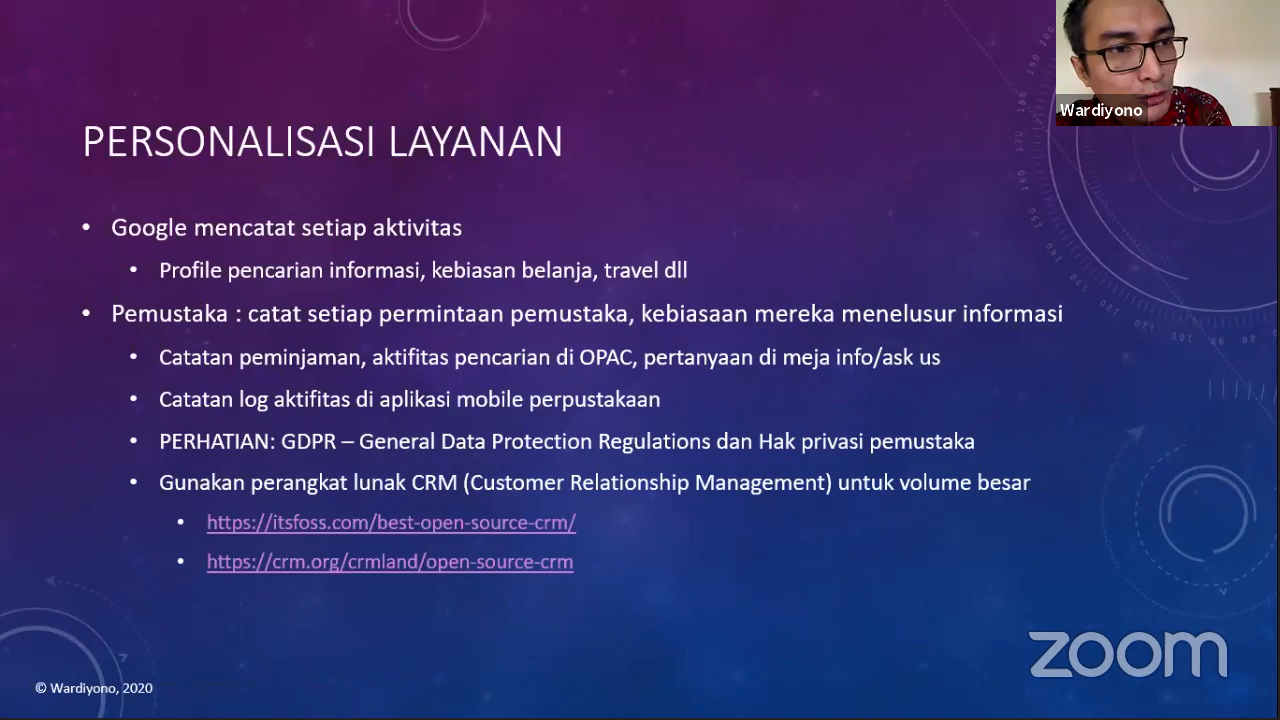 Wardiyono
PERSONALISASI LAYANAN
• Google mencatat setiap aktivitas
• Profile pencarian informasi, kebiasan belanja, travel dll
• Pemustaka : catat setiap permintaan pemustaka, kebiasaan mereka menelusur informasi
• Catatan peminjaman, aktifitas pencarian di OPAC, pertanyaan di meja info/ask us
• Catatan log aktifitas di aplikasi mobile perpustakaan
• PERHATIAN: GDPR – General Data Protection Regulations dan Hak privasi pemustaka
• Gunakan perangkat lunak CRM (Customer Relationship Management) untuk volume besar
• https://itsfoss.com/best-open-source-crm/
• https://crm.org/crmland/open-source-crm
zoom
© Wardiyono, 2020